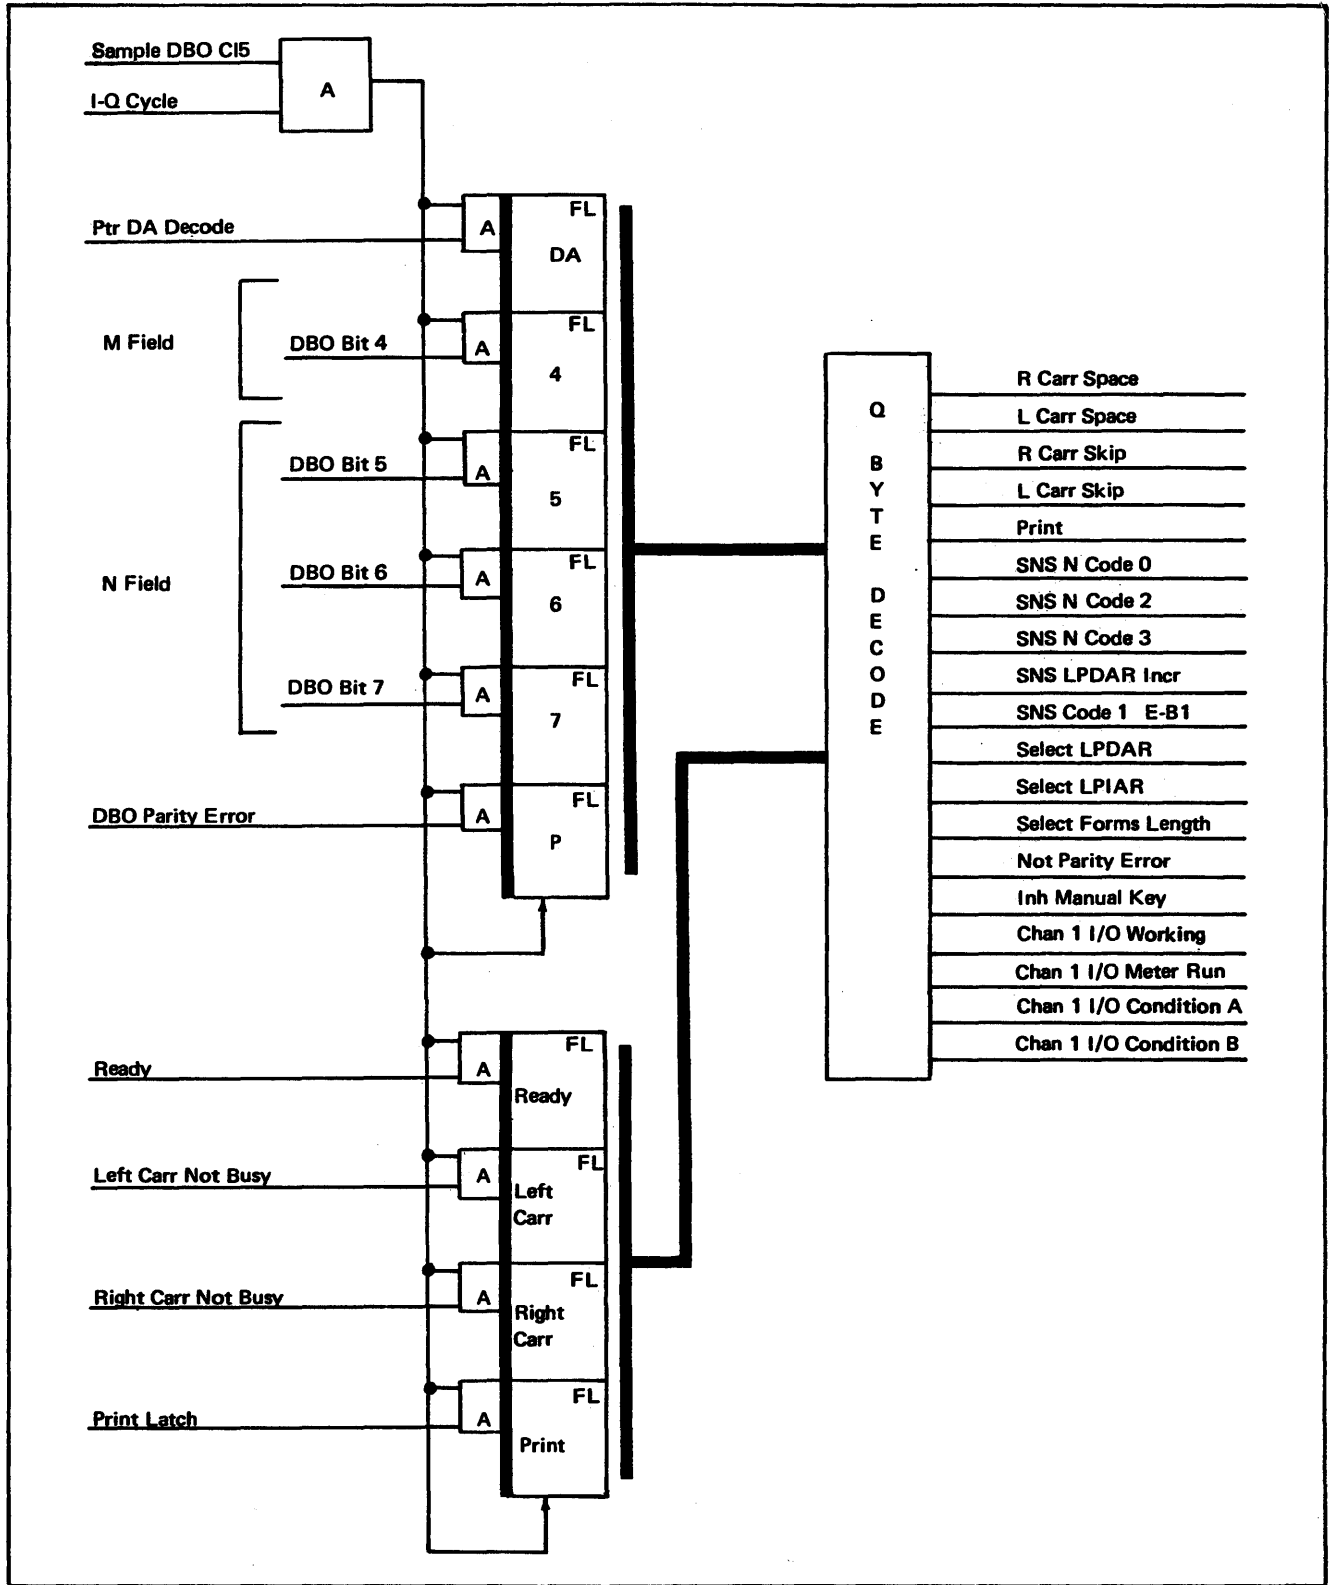 Sample DBO Cl5
I-Q Cycle
A
Ptr DA Decode
A
FL
DA
M Field
DBO Bit 4
A
FL
4
N Field
DBO Bit 5
A
FL
5
DBO Bit 6
A
FL
6
DBO Bit 7
A
FL
7
DBO Parity Error
A
FL
P
Ready
A
FL
Ready
Left Carr Not Busy
A
FL
Left
Carr
Right Carr Not Busy
A
FL
Right
Carr
Print Latch
A
FL
Print
Q BYTE DECODE
R Carr Space
L Carr Space
R Carr Skip
L Carr Skip
Print
SNS N Code 0
SNS N Code 2
SNS N Code 3
SNS LPDAR Incr
SNS Code 1 E-B1
Select LPDAR
Select LPIAR
Select Forms Length
Not Parity Error
Inh Manual Key
Chan 1 I/O Working
Chan 1 I/O Meter Run
Chan 1 I/O Condition A
Chan 1 I/O Condition B